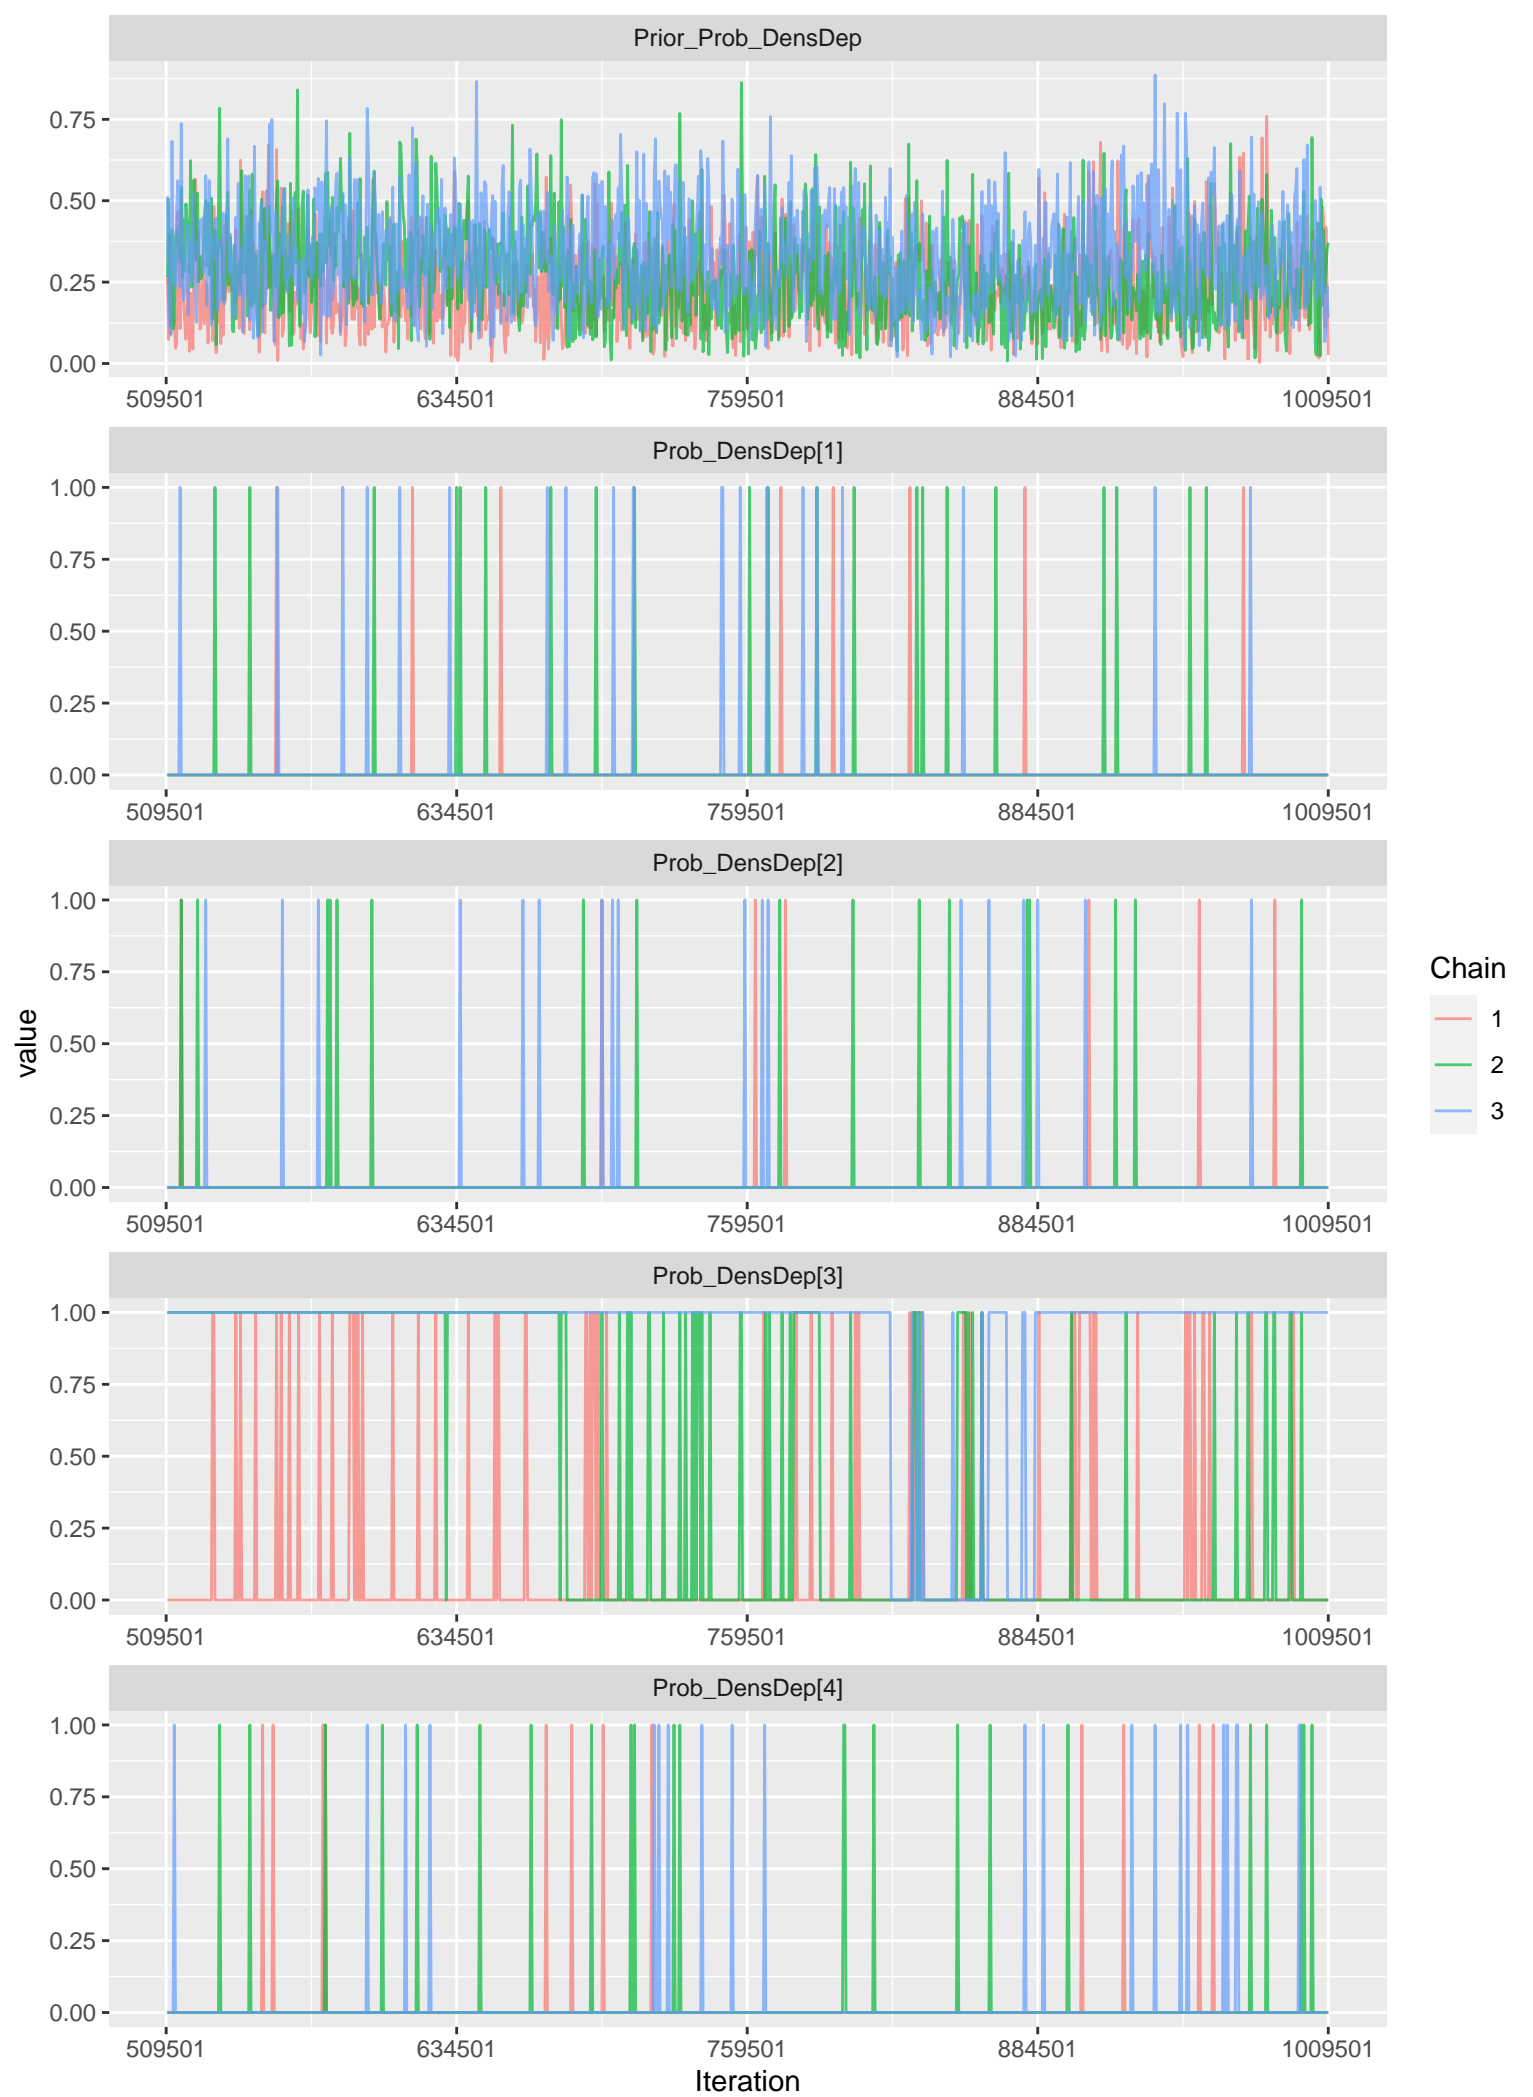 Prior_Prob_DensDep
0.75
0.50
0.25
0.00
509501 634501 759501 884501 1009501
Prob_DensDep[1]
1.00
0.75
0.50
0.25
0.00
509501 634501 759501 884501 1009501
Prob_DensDep[2]
1.00
0.75
0.50
0.25
0.00
509501 634501 759501 884501 1009501
Prob_DensDep[3]
1.00
0.75
0.50
0.25
0.00
509501 634501 759501 884501 1009501
Prob_DensDep[4]
1.00
0.75
0.50
0.25
0.00
509501 634501 759501 884501 1009501
Iteration
value
Chain
1
2
3